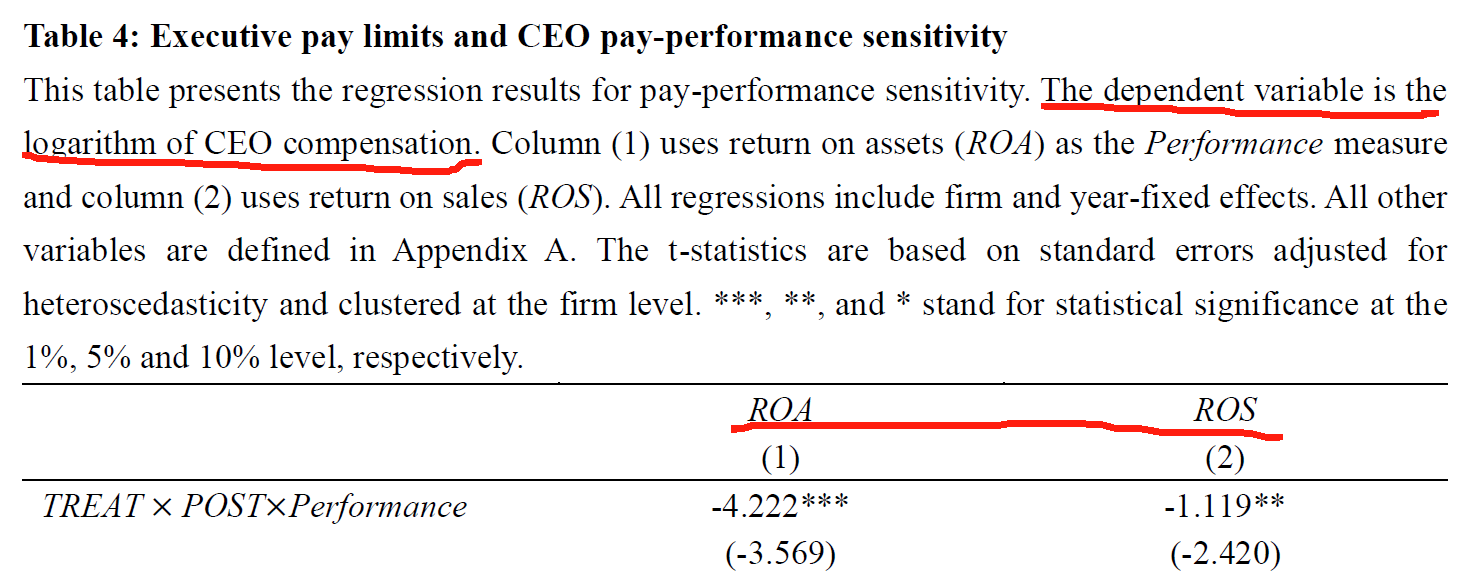 Table 4: Executive pay limits and CEO pay-performance sensitivity
This table presents the regression results for pay-performance sensitivity. The dependent variable is the
logarithm of CEO compensation. Column (1) uses return on assets (ROA) as the Performance measure
and column (2) uses return on sales (ROS). All regressions include firm and year-fixed effects. All other
variables are defined in Appendix A. The t-statistics are based on standard errors adjusted for
heteroscedasticity and clustered at the firm level. ***, **, and * stand for statistical significance at the
1%, 5% and 10% level, respectively.
ROA ROS
(1) (2)
TREAT × POST×Performance -4.222*** -1.119**
(-3.569) (-2.420)